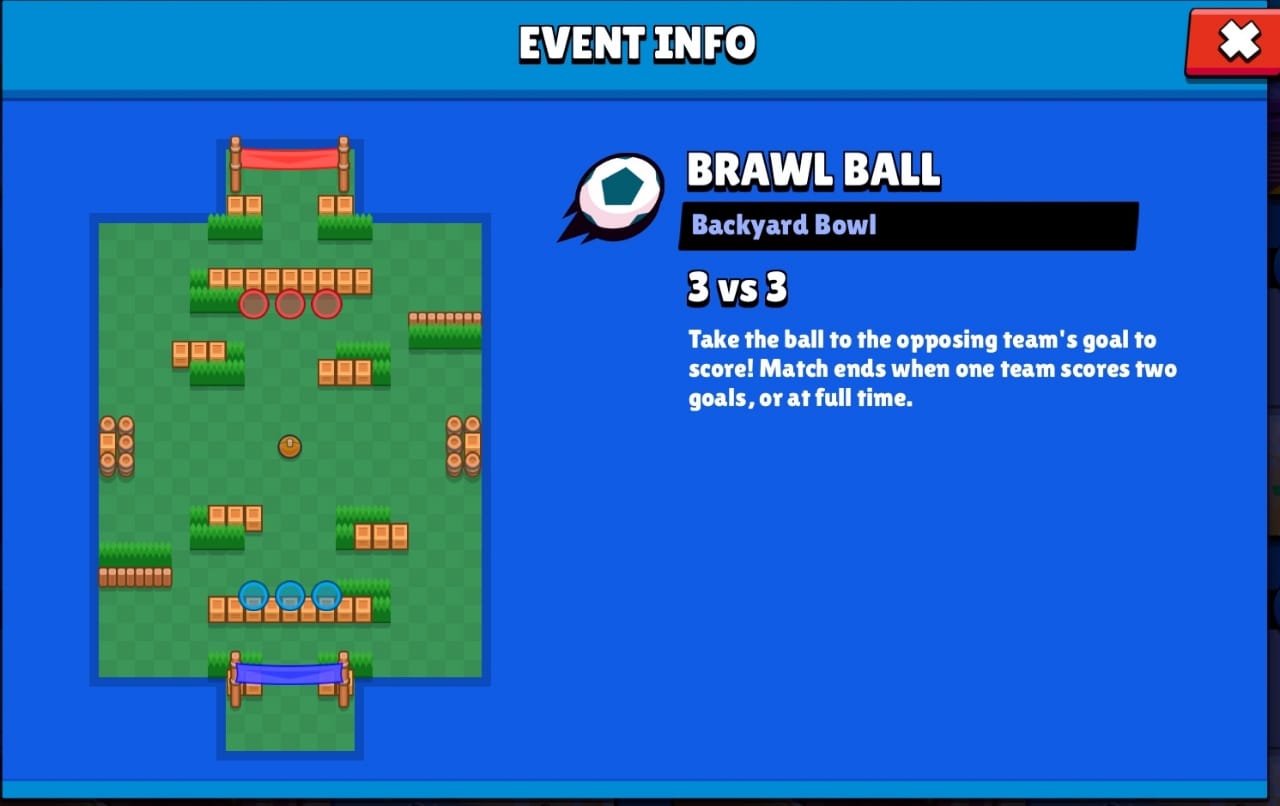 EVENT INFO
BRAWL BALL
Backyard Bowl
3 vs 3
Take the ball to the opposing team's goal to
score! Match ends when one team scores two
goals, or at full time.